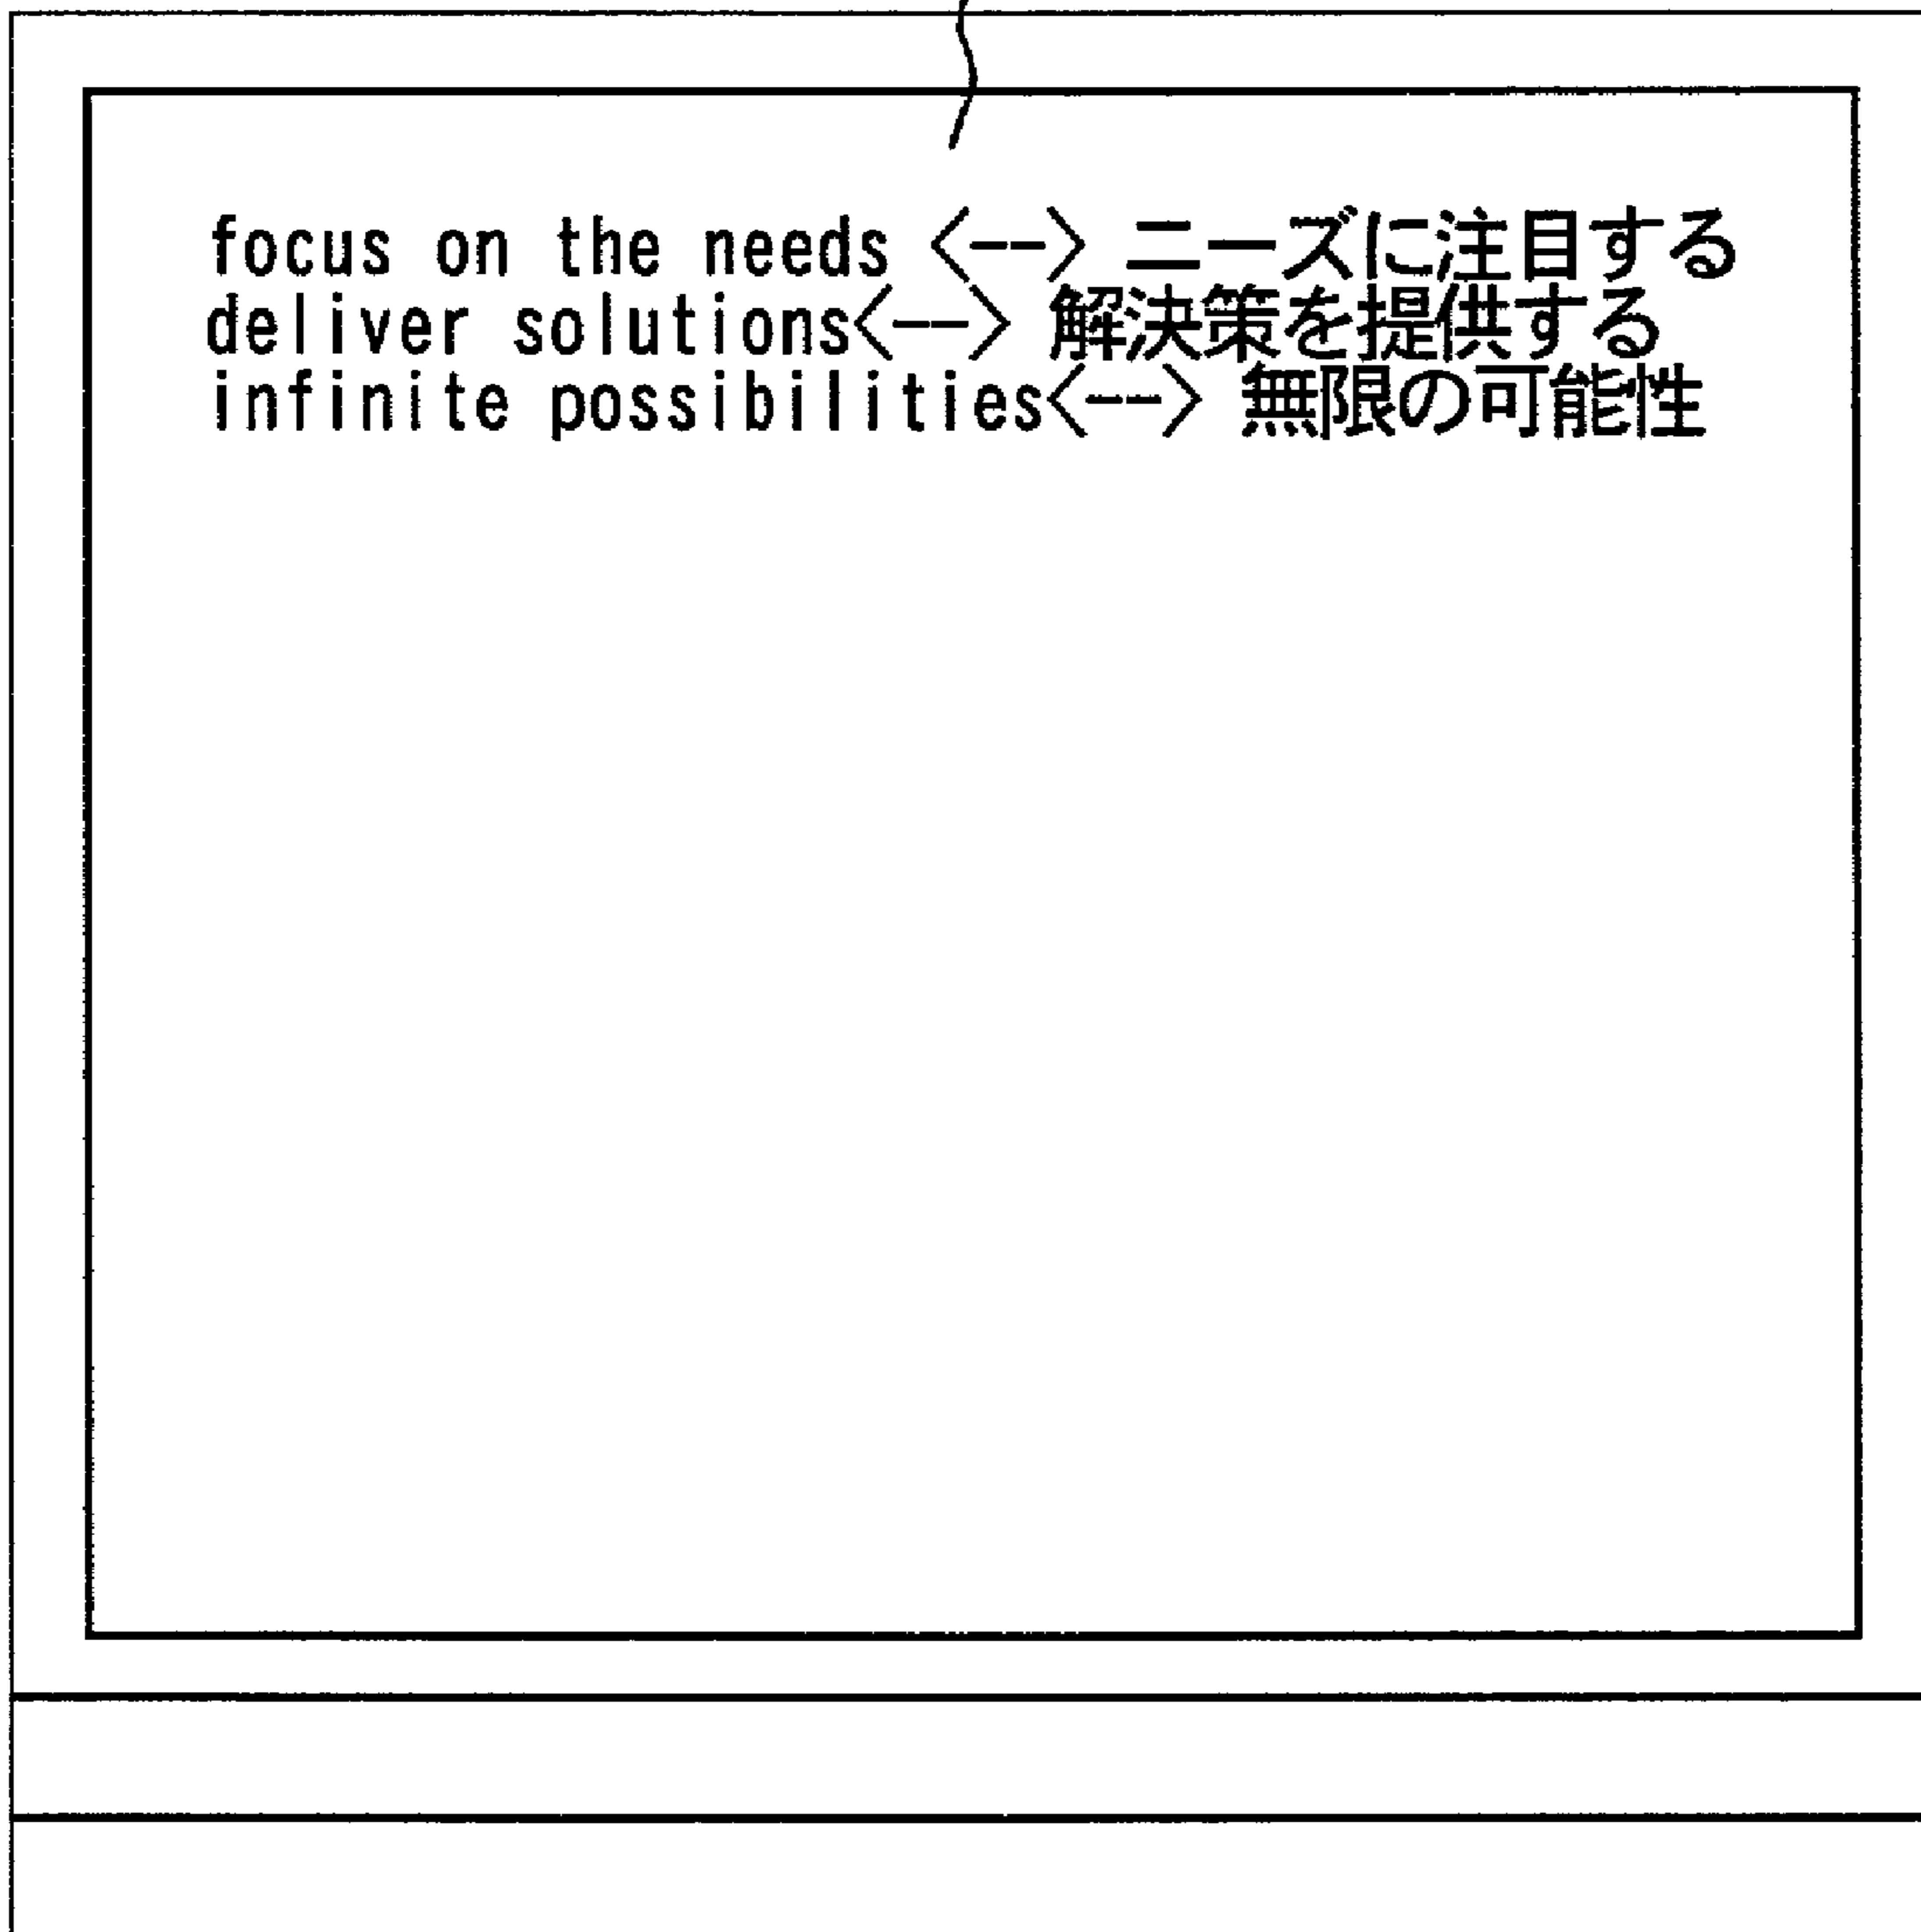 focus on the needs <--> ニーズに注目する
deliver solutions<--> 解決策を提供する
infinite possibilities<--> 無限の可能性